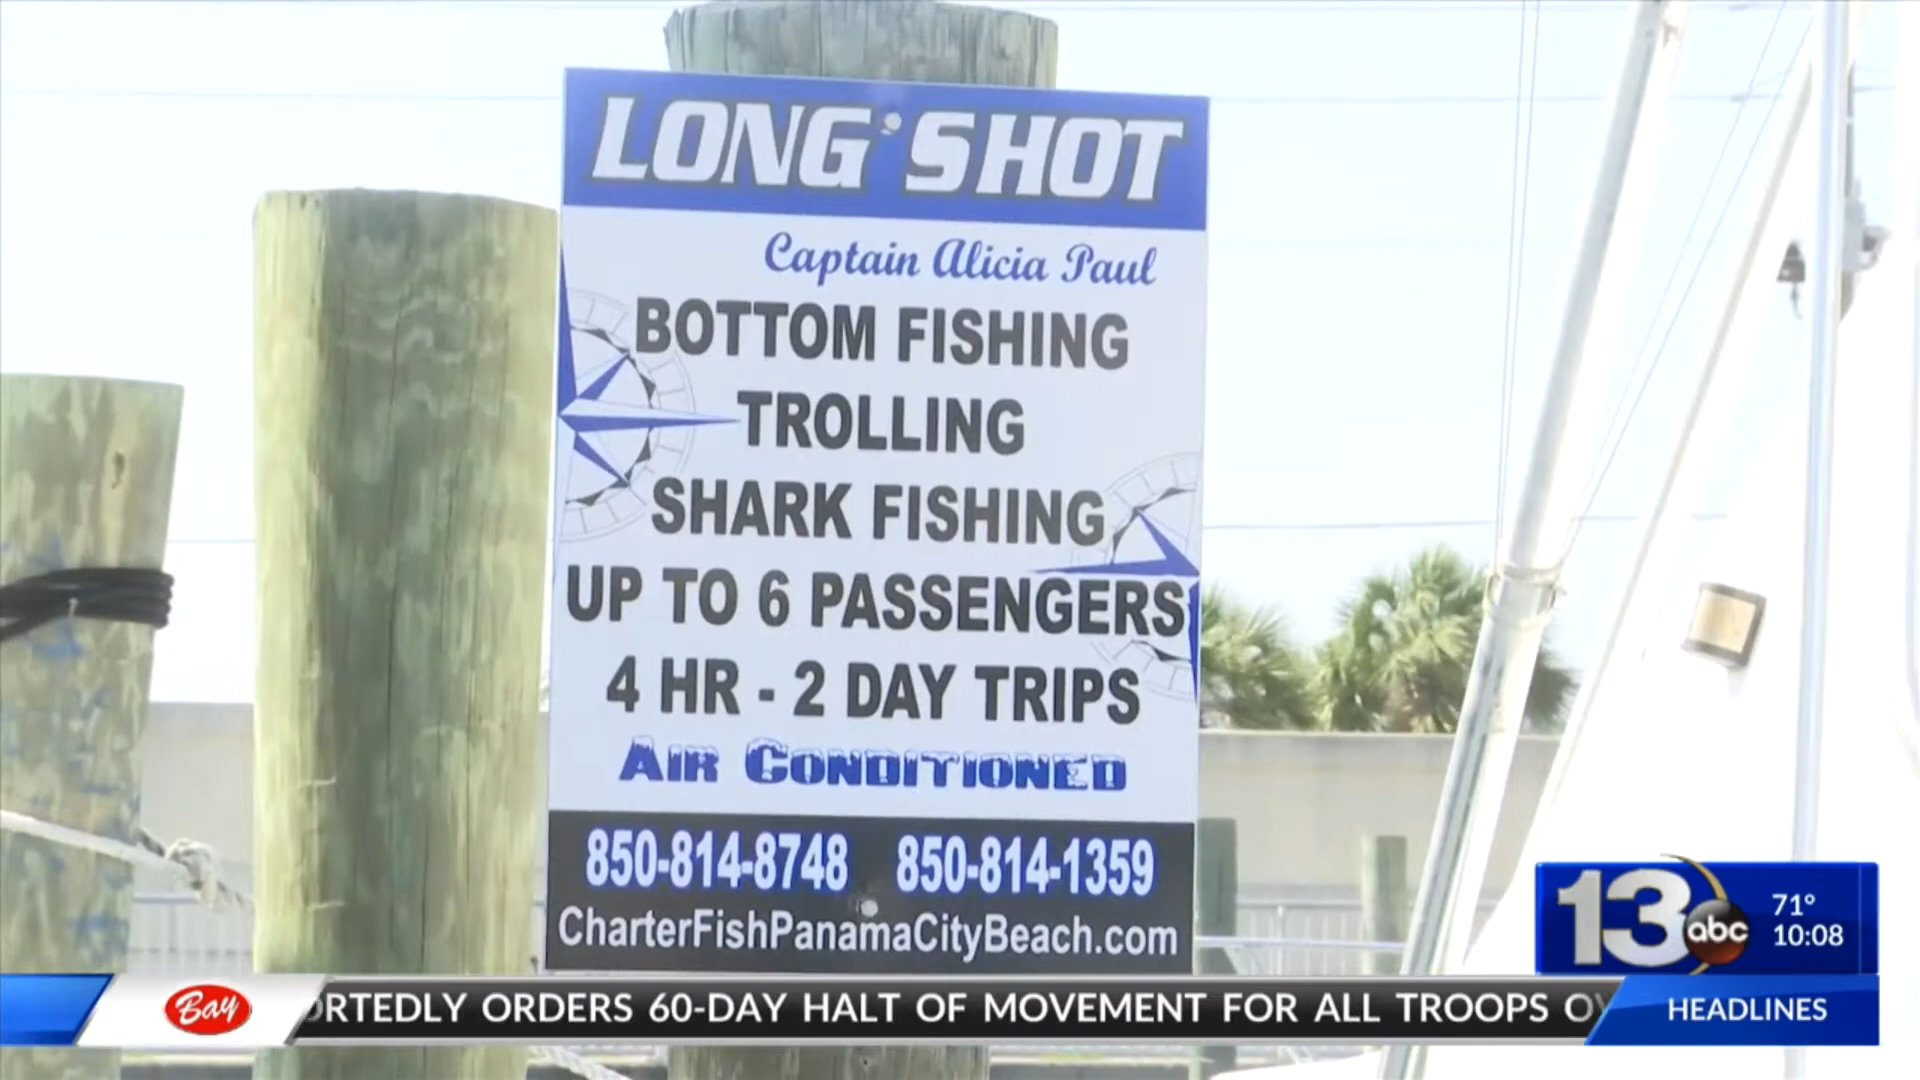 LONG SHOT
Captain Alicia Paul
BOTTOM FISHING
TROLLING
SHARK FISHING
UP TO 6 PASSENGERS
4 HR - 2 DAY TRIPS
AIR CONDITIONED
850-814-8748 850-814-1359
CharterFishPanamaCityBeach.com
13 abc
71°
10:08
Bay
ORTEDLY ORDERS 60-DAY HALT OF MOVEMENT FOR ALL TROOPS O
HEADLINES